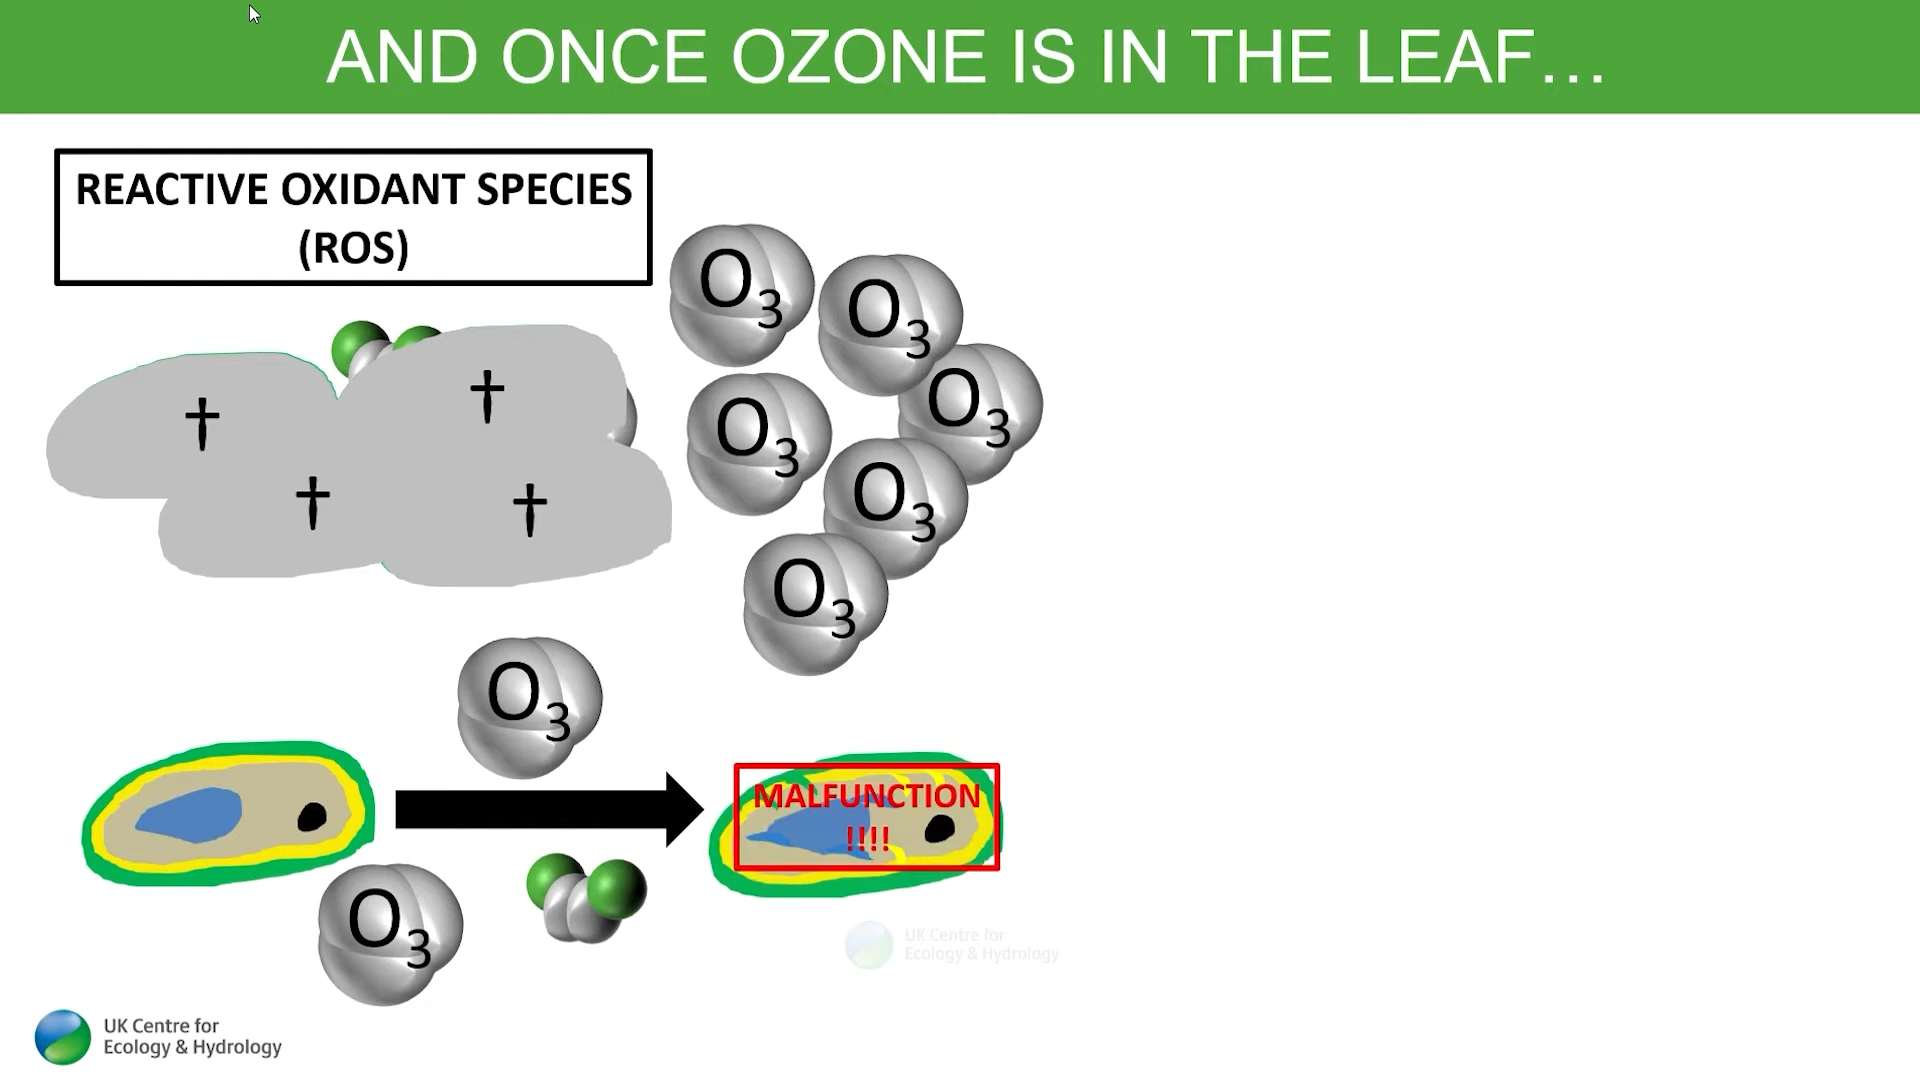 AND ONCE OZONE IS IN THE LEAF…
REACTIVE OXIDANT SPECIES
(ROS)
O3
O3
†
†
O3
O3
†
†
O3
O3
O3
MALFUNCTION
!!!!
O3
UK Centre for
Ecology & Hydrology
UK Centre for
Ecology & Hydrology